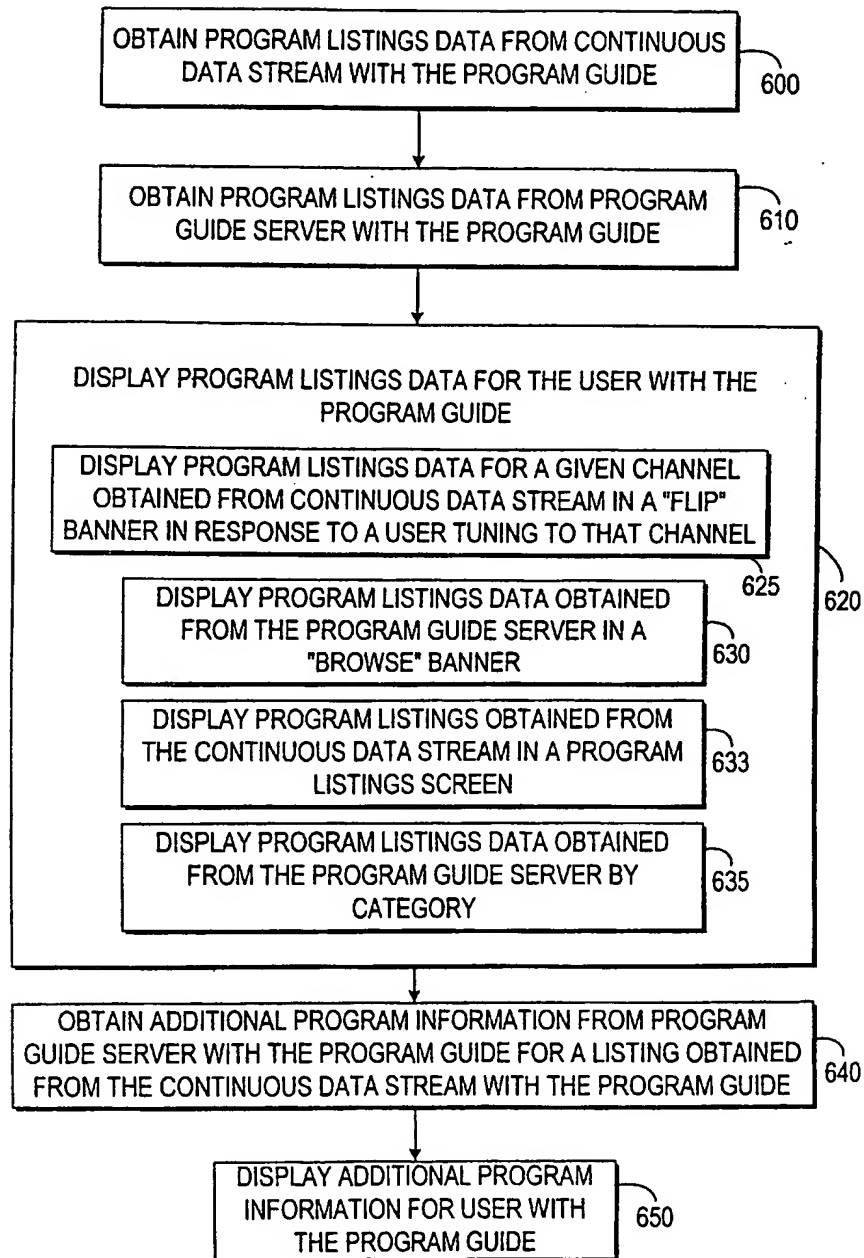 OBTAIN PROGRAM LISTINGS DATA FROM CONTINUOUS
DATA STREAM WITH THE PROGRAM GUIDE
600
OBTAIN PROGRAM LISTINGS DATA FROM PROGRAM
GUIDE SERVER WITH THE PROGRAM GUIDE
610
DISPLAY PROGRAM LISTINGS DATA FOR THE USER WITH THE
PROGRAM GUIDE
DISPLAY PROGRAM LISTINGS DATA FOR A GIVEN CHANNEL
OBTAINED FROM CONTINUOUS DATA STREAM IN A "FLIP"
BANNER IN RESPONSE TO A USER TUNING TO THAT CHANNEL
625
620
DISPLAY PROGRAM LISTINGS DATA OBTAINED
FROM THE PROGRAM GUIDE SERVER IN A
"BROWSE" BANNER
630
DISPLAY PROGRAM LISTINGS OBTAINED FROM
THE CONTINUOUS DATA STREAM IN A PROGRAM
LISTINGS SCREEN
633
DISPLAY PROGRAM LISTINGS DATA OBTAINED
FROM THE PROGRAM GUIDE SERVER BY
CATEGORY
635
OBTAIN ADDITIONAL PROGRAM INFORMATION FROM PROGRAM
GUIDE SERVER WITH THE PROGRAM GUIDE FOR A LISTING OBTAINED
FROM THE CONTINUOUS DATA STREAM WITH THE PROGRAM GUIDE
640
DISPLAY ADDITIONAL PROGRAM
INFORMATION FOR USER WITH
THE PROGRAM GUIDE
650